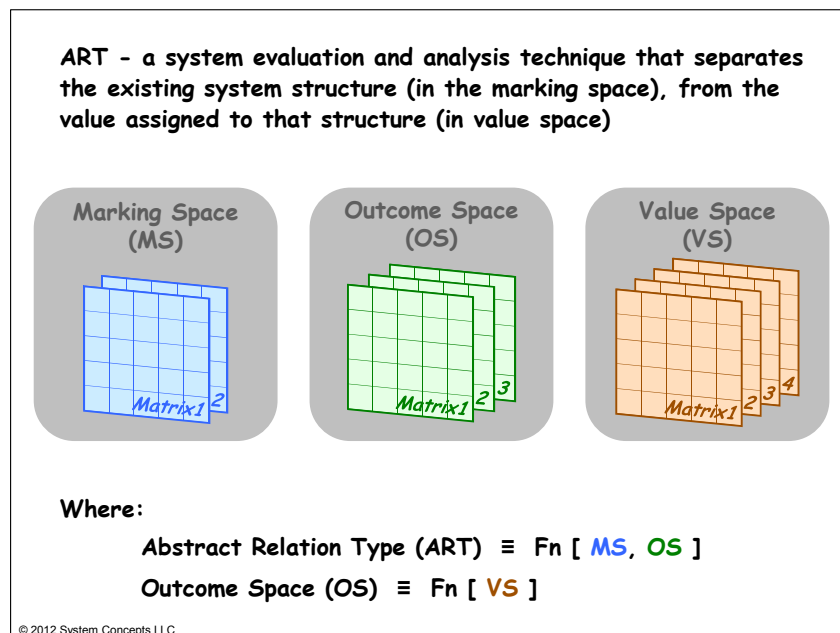 ART - a system evaluation and analysis technique that separates
the existing system structure (in the marking space), from the
value assigned to that structure (in value space)
Marking Space
(MS)
Outcome Space
(OS)
Value Space
(VS)
Matrix1 2
Matrix1 2 3
Matrix1 2 3 4
Where:
Abstract Relation Type (ART) ≡ Fn [ MS, OS ]
Outcome Space (OS) ≡ Fn [ VS ]
© 2012 System Concepts LLC